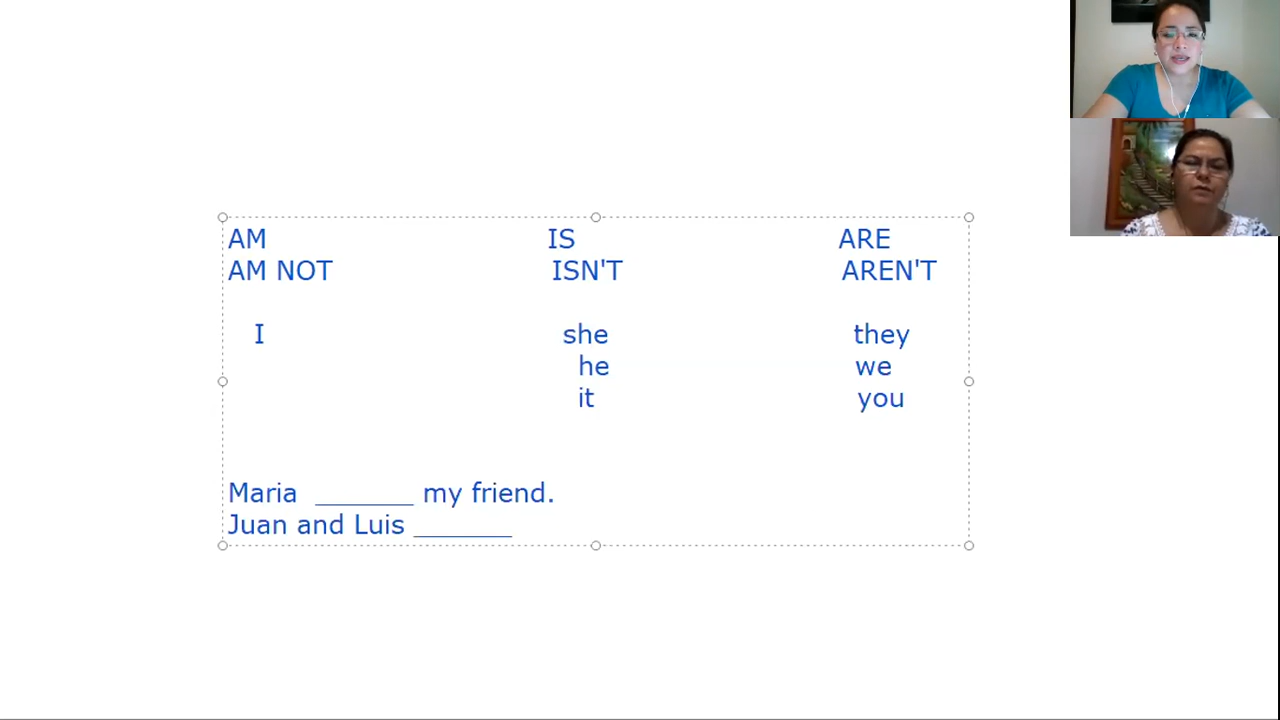 AM IS ARE
AM NOT ISN'T AREN'T
I she they
he we
it you
Maria _______ my friend.
Juan and Luis _______